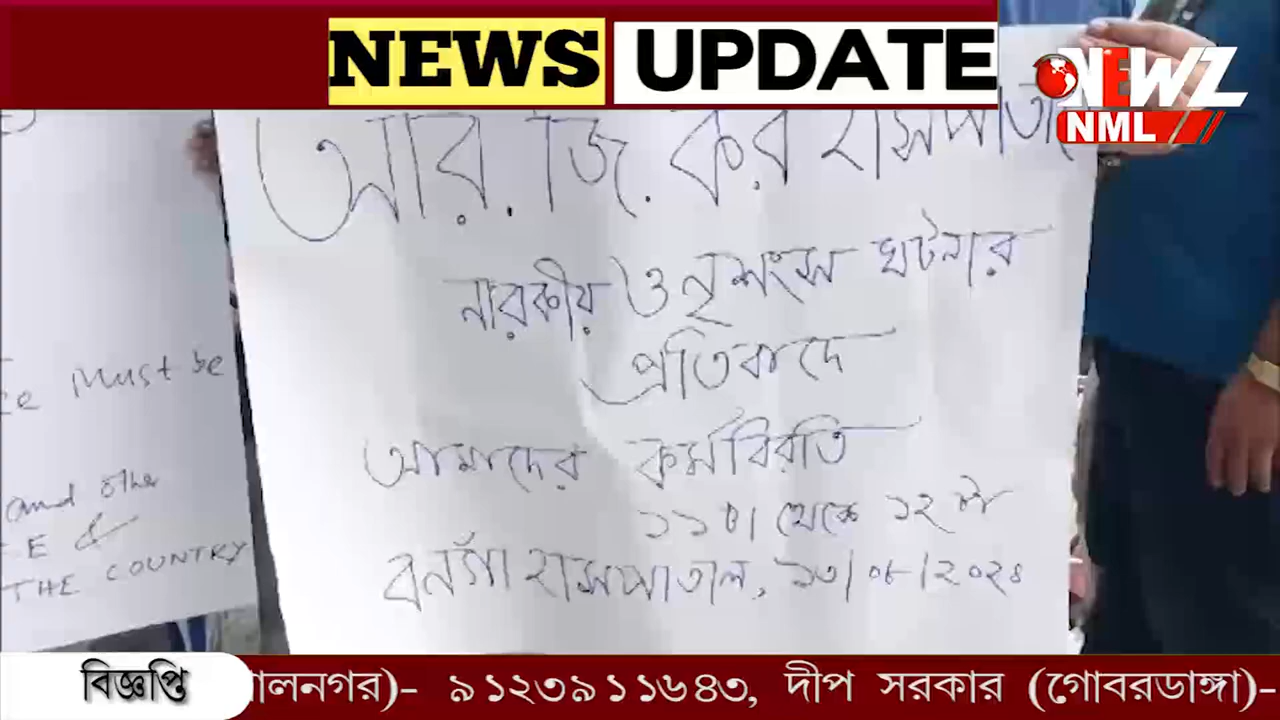 NEWS UPDATE
NEWZ
NML
আর.জি.কর হাসপাতালে
নারকীয় ও নৃশংস ঘটনার
প্রতিবাদে
আমাদের কর্মবিরতি
১১টা থেকে ১২টা
বনগাঁ হাসপাতাল, ১৩/০৮/২০২৪
Must be
and other
E &
THE COUNTRY
বিজ্ঞপ্তি
ালনগর)- ৯১২৩৯১১৬৪৩, দীপ সরকার (গোবরডাঙ্গা)-